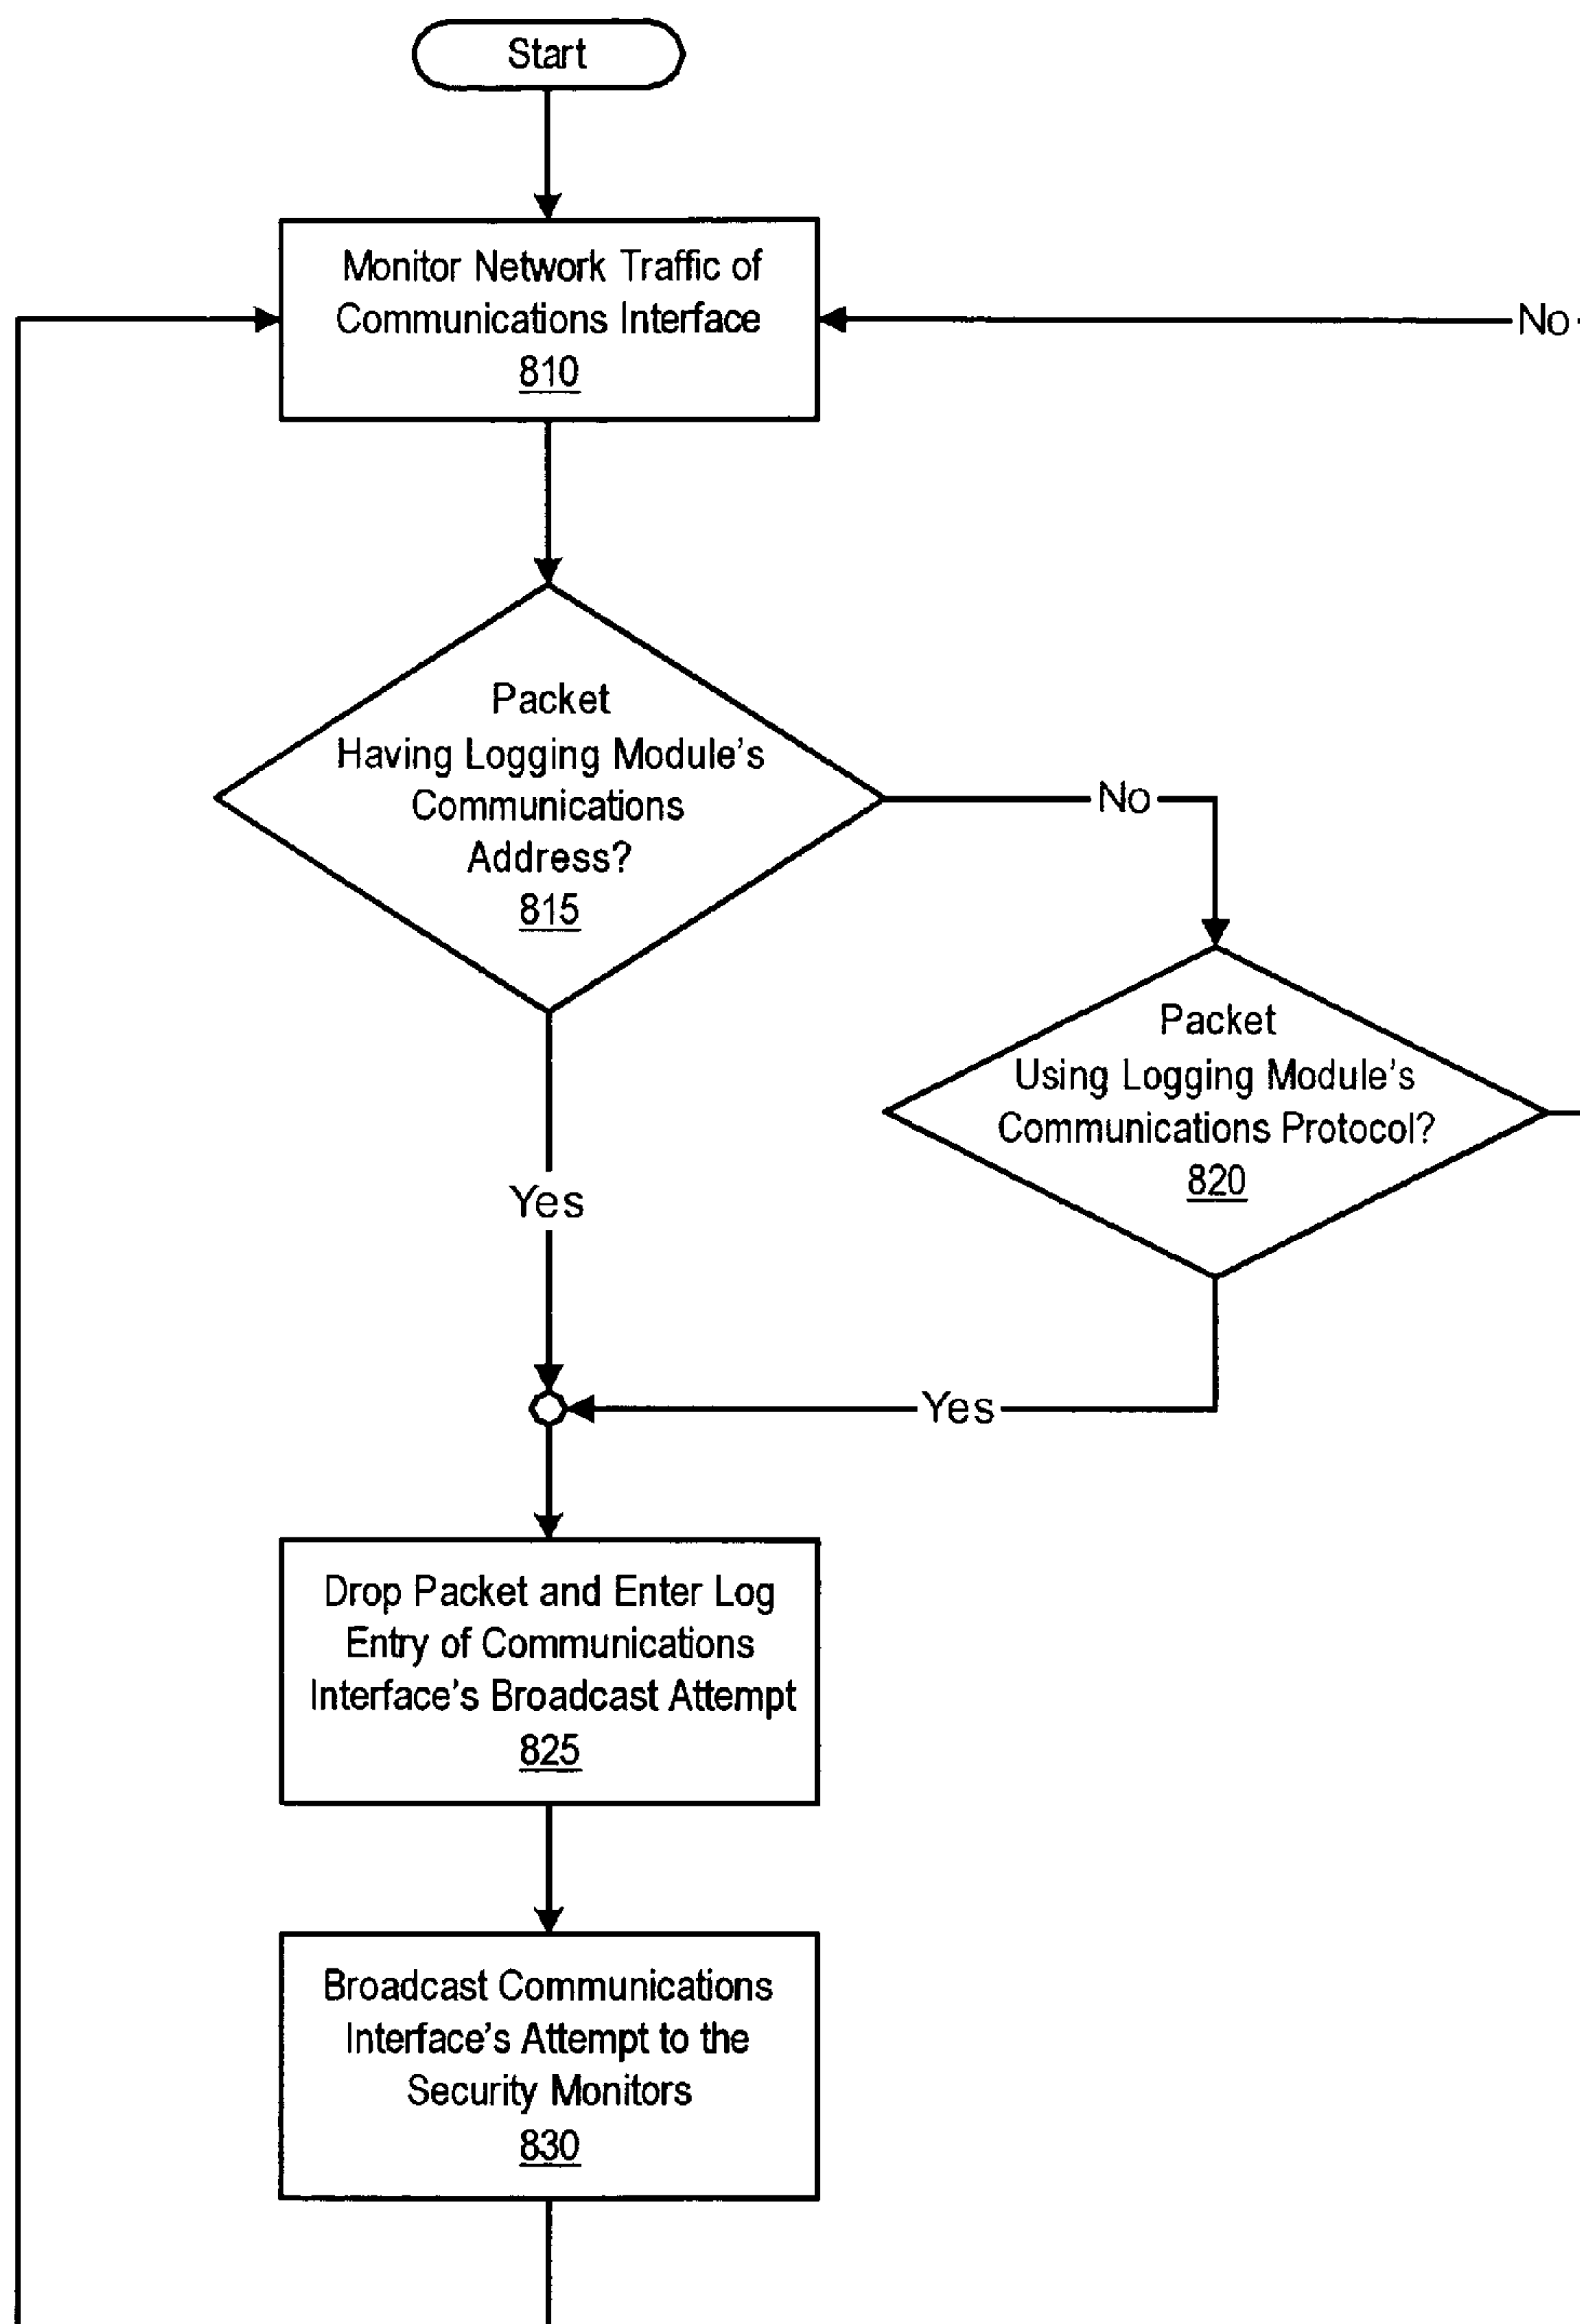 Start
Monitor Network Traffic of
Communications Interface
810
No
Packet
Having Logging Module's
Communications
Address?
815
No
Packet
Using Logging Module's
Communications Protocol?
820
Yes
Yes
Drop Packet and Enter Log
Entry of Communications
Interface's Broadcast Attempt
825
Broadcast Communications
Interface's Attempt to the
Security Monitors
830